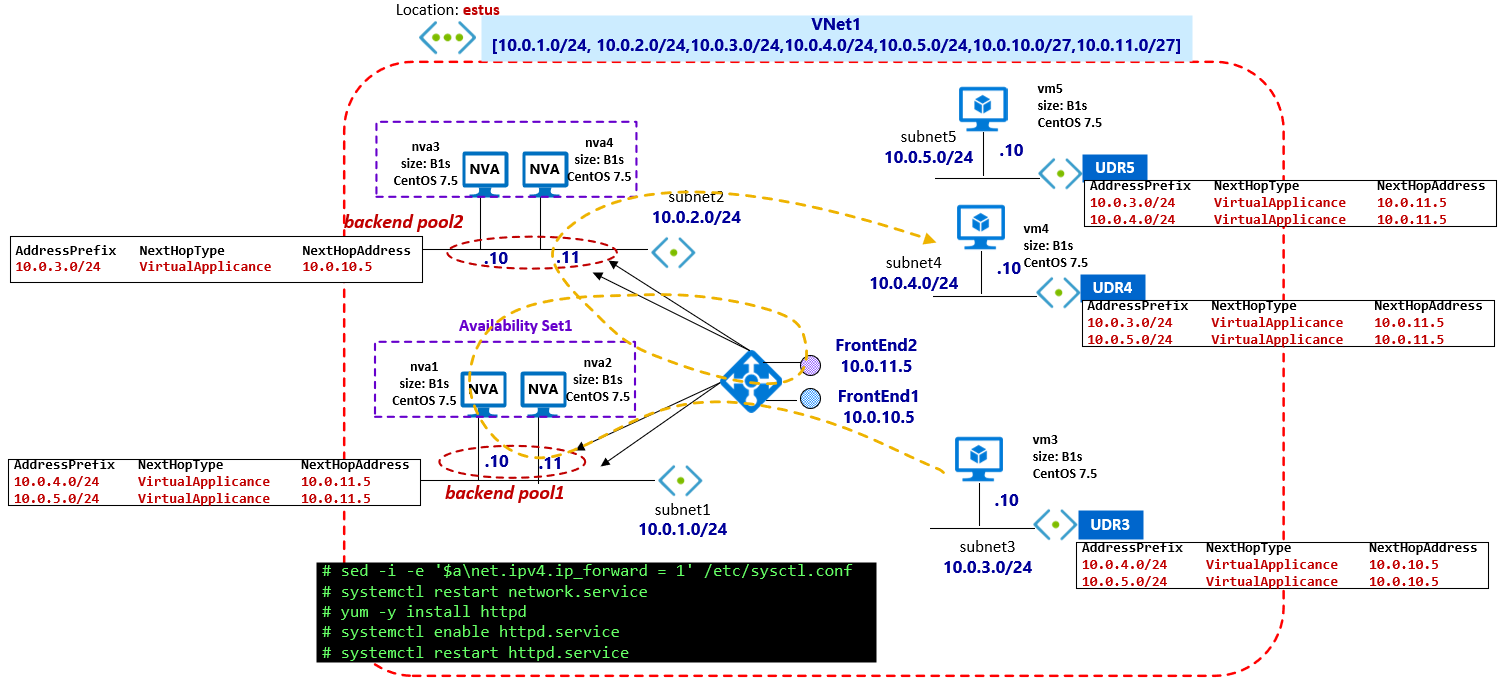 Location: estus
VNet1
[10.0.1.0/24, 10.0.2.0/24,10.0.3.0/24,10.0.4.0/24,10.0.5.0/24,10.0.10.0/27,10.0.11.0/27]
nva3
size: B1s
CentOS 7.5
NVA
NVA
nva4
size: B1s
CentOS 7.5
backend pool2
subnet2
10.0.2.0/24
.10
.11
AddressPrefix NextHopType NextHopAddress
10.0.3.0/24 VirtualApplicance 10.0.10.5
vm5
size: B1s
CentOS 7.5
subnet5
10.0.5.0/24
.10
UDR5
AddressPrefix NextHopType NextHopAddress
10.0.3.0/24 VirtualApplicance 10.0.11.5
10.0.4.0/24 VirtualApplicance 10.0.11.5
vm4
size: B1s
CentOS 7.5
subnet4
10.0.4.0/24
.10
UDR4
AddressPrefix NextHopType NextHopAddress
10.0.3.0/24 VirtualApplicance 10.0.11.5
10.0.5.0/24 VirtualApplicance 10.0.11.5
Availability Set1
nva1
size: B1s
CentOS 7.5
NVA
NVA
nva2
size: B1s
CentOS 7.5
FrontEnd2
10.0.11.5
FrontEnd1
10.0.10.5
.10
.11
backend pool1
subnet1
10.0.1.0/24
AddressPrefix NextHopType NextHopAddress
10.0.4.0/24 VirtualApplicance 10.0.11.5
10.0.5.0/24 VirtualApplicance 10.0.11.5
vm3
size: B1s
CentOS 7.5
.10
subnet3
10.0.3.0/24
UDR3
AddressPrefix NextHopType NextHopAddress
10.0.4.0/24 VirtualApplicance 10.0.10.5
10.0.5.0/24 VirtualApplicance 10.0.10.5
# sed -i -e '$a\net.ipv4.ip_forward = 1' /etc/sysctl.conf
# systemctl restart network.service
# yum -y install httpd
# systemctl enable httpd.service
# systemctl restart httpd.service